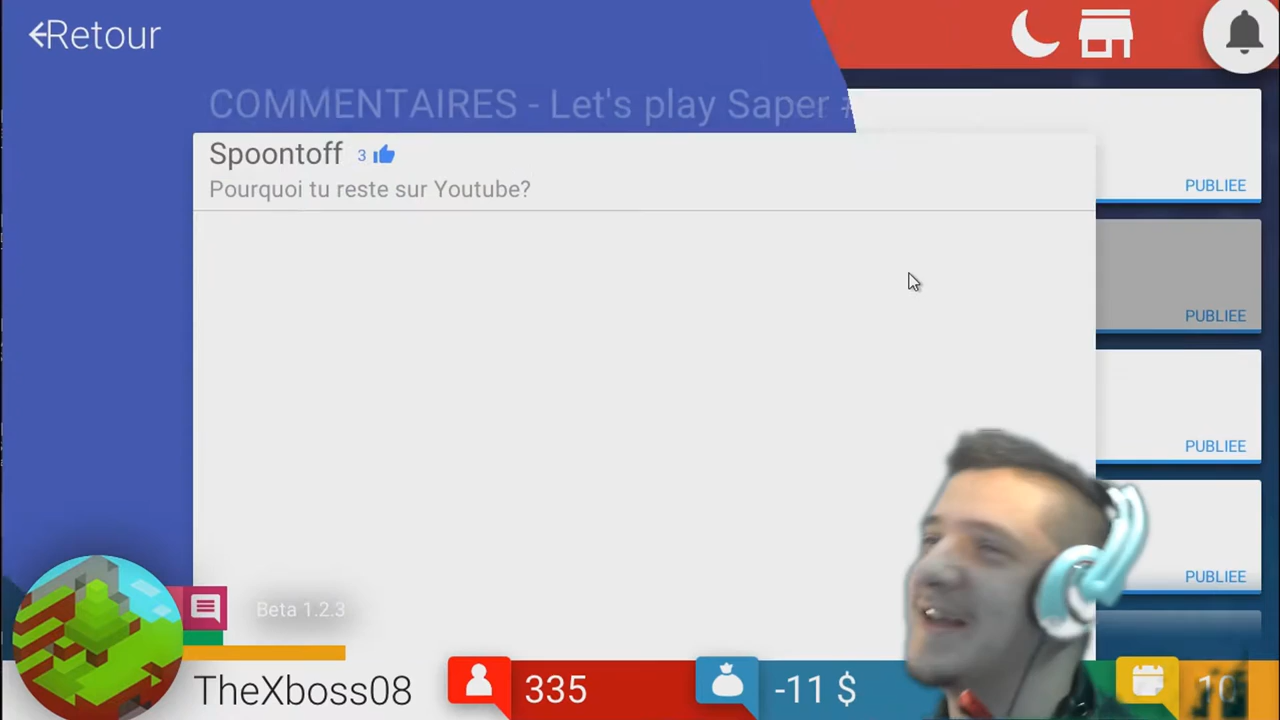 Retour
COMMENTAIRES - Let's play Saper
Spoontoff 3
Pourquoi tu reste sur Youtube?
PUBLIEE
PUBLIEE
PUBLIEE
PUBLIEE
Beta 1.2.3
TheXboss08
335
-11 $
10